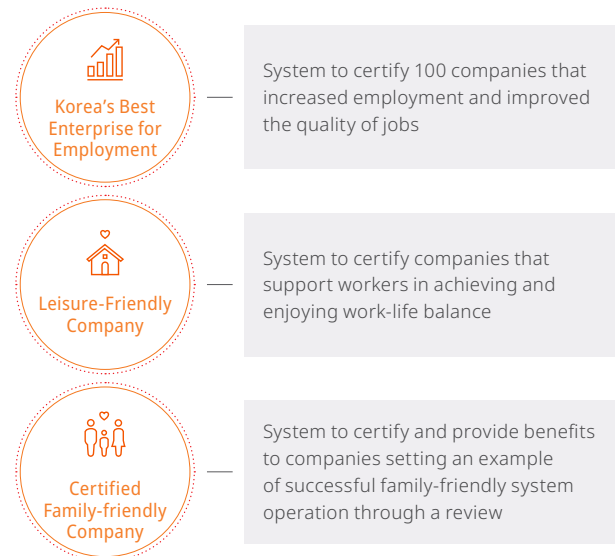 Korea's Best
Enterprise for
Employment
System to certify 100 companies that
increased employment and improved
the quality of jobs
Leisure-Friendly
Company
System to certify companies that
support workers in achieving and
enjoying work-life balance
Certified
Family-friendly
Company
System to certify and provide benefits
to companies setting an example
of successful family-friendly system
operation through a review